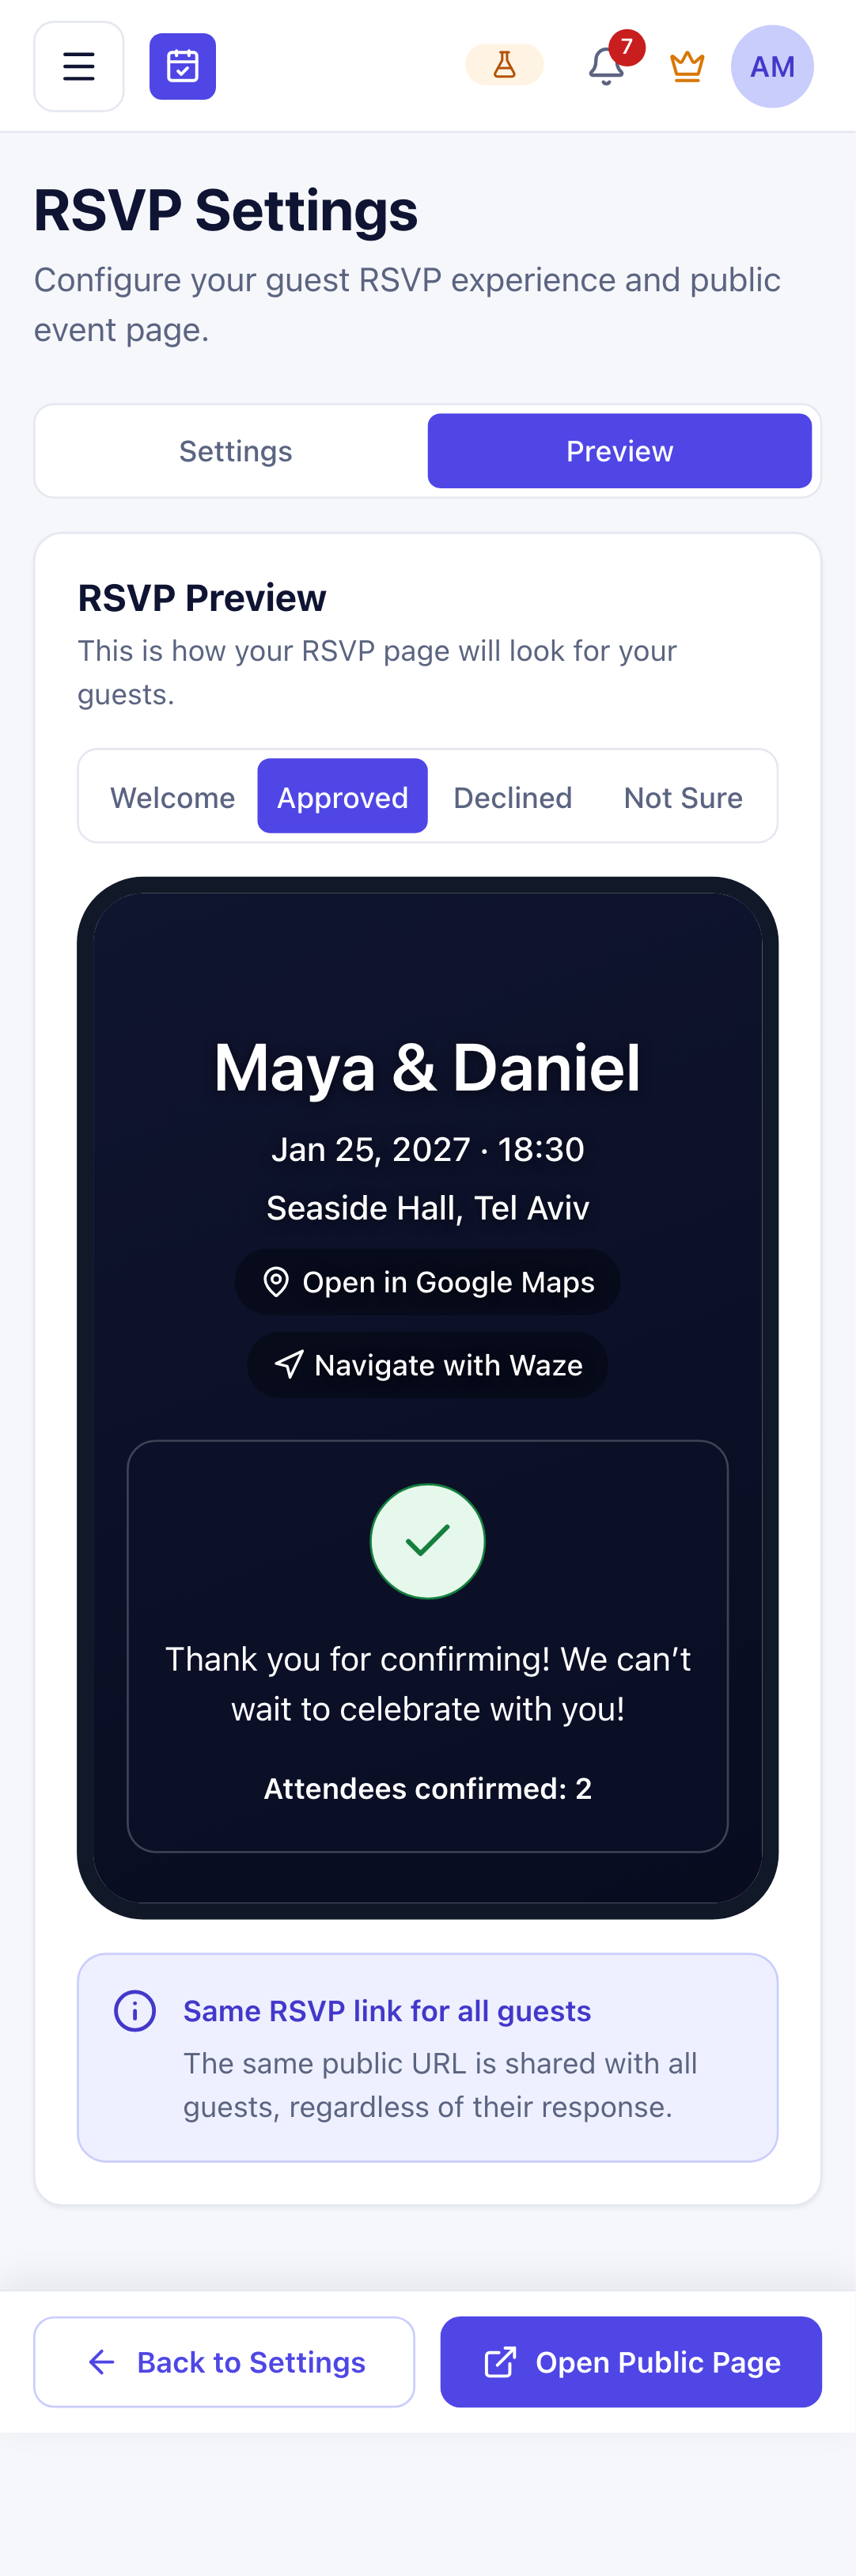 7
AM
RSVP Settings
Configure your guest RSVP experience and public
event page.
Settings
Preview
RSVP Preview
This is how your RSVP page will look for your
guests.
Welcome
Approved
Declined
Not Sure
Maya & Daniel
Jan 25, 2027 · 18:30
Seaside Hall, Tel Aviv
Open in Google Maps
Navigate with Waze
Thank you for confirming! We can’t
wait to celebrate with you!
Attendees confirmed: 2
Same RSVP link for all guests
The same public URL is shared with all
guests, regardless of their response.
Back to Settings
Open Public Page